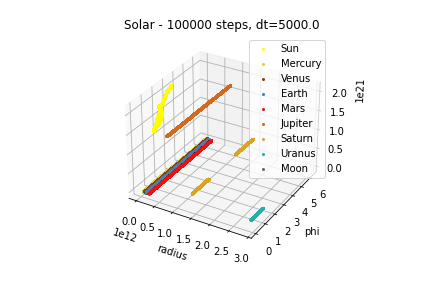 Solar - 100000 steps, dt=5000.0
Sun
Mercury
Venus
Earth
Mars
Jupiter
Saturn
Uranus
Moon
1e21
2.0
1.5
1.0
0.5
0.0
0.0
0.5
1.0
1.5
2.0
2.5
3.0
1e12
radius
0
1
2
3
4
5
6
phi